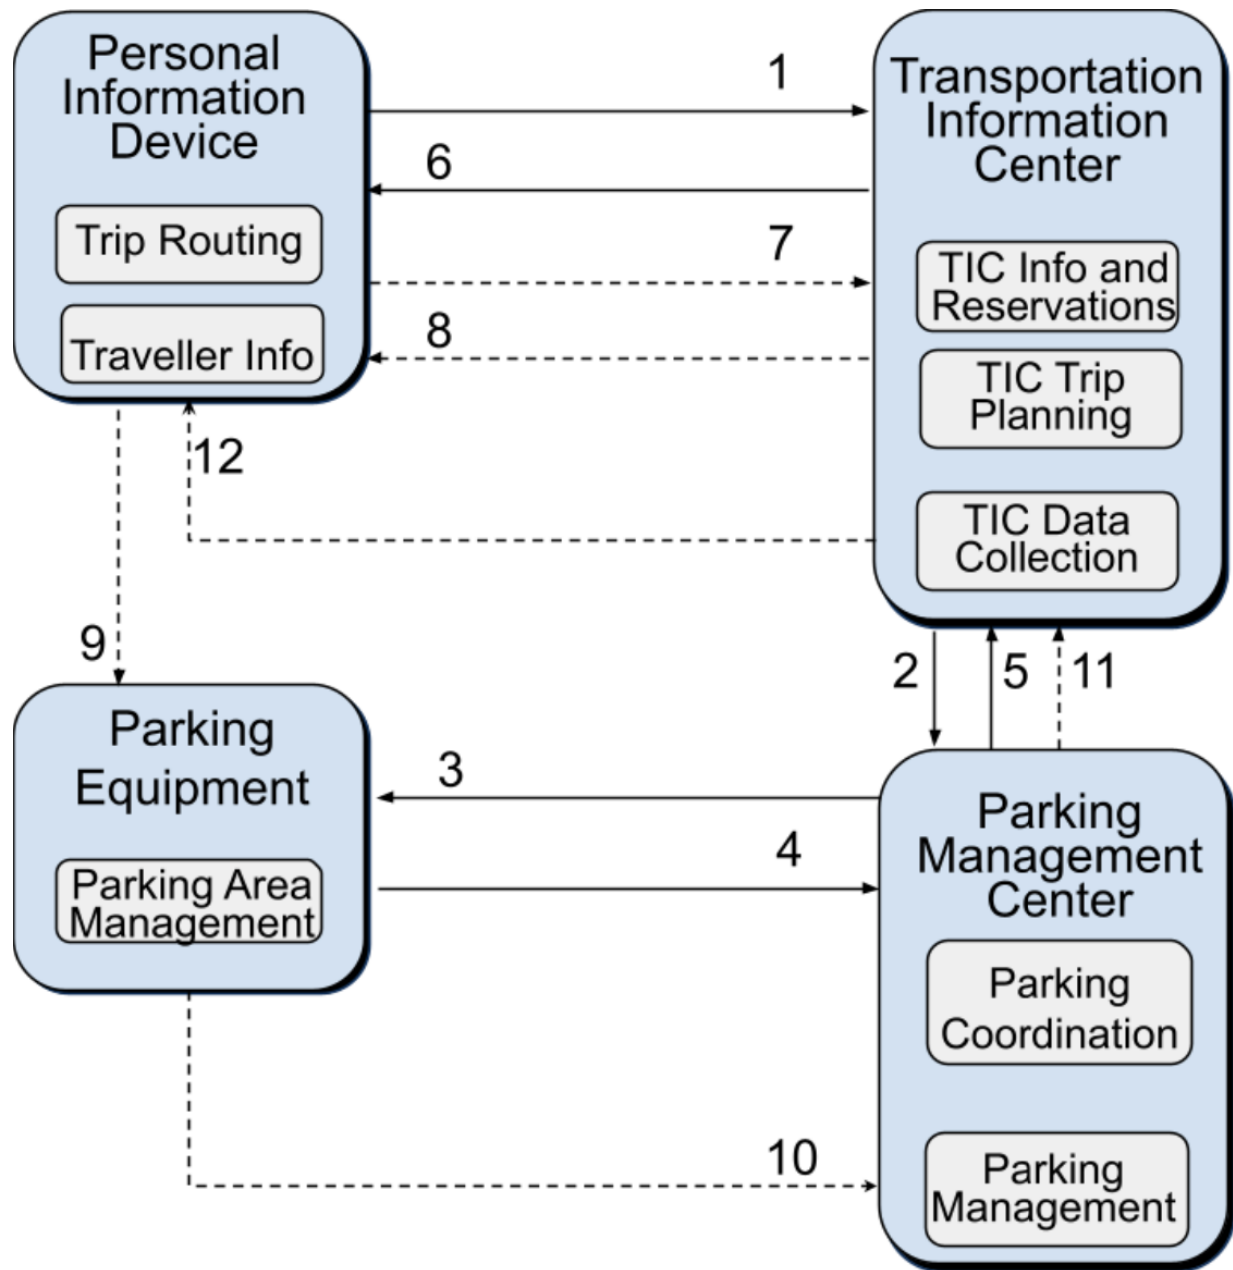 Personal
Information
Device
Trip Routing
Traveller Info
1
6
7
8
12
Transportation
Information
Center
TIC Info and
Reservations
TIC Trip
Planning
TIC Data
Collection
9
2
5
11
Parking
Equipment
Parking Area
Management
3
4
10
Parking
Management
Center
Parking
Coordination
Parking
Management